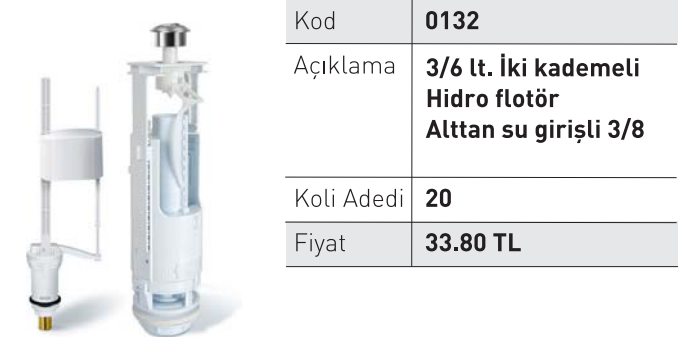 Kod 0132
Açıklama 3/6 lt. İki kademeli
Hidro flotör
Alttan su girişli 3/8
Koli Adedi 20
Fiyat 33.80 TL